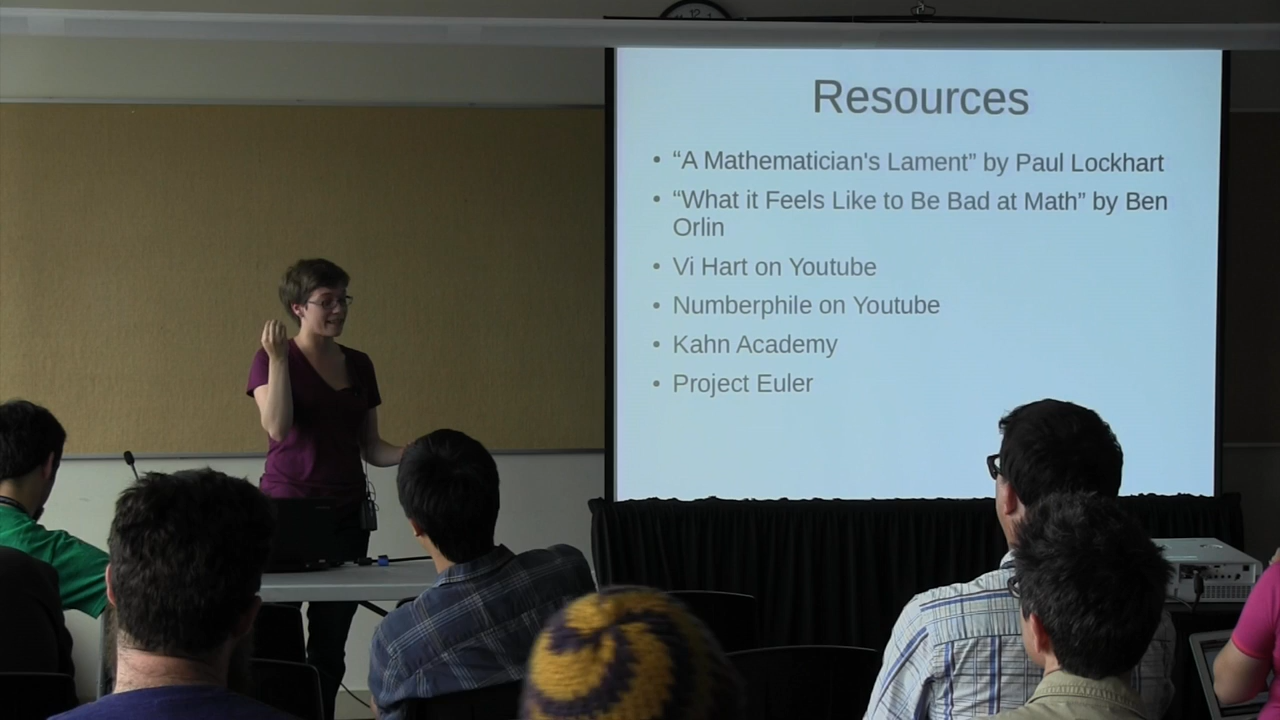 12
Resources
• “A Mathematician's Lament” by Paul Lockhart
• “What it Feels Like to Be Bad at Math” by Ben
Orlin
• Vi Hart on Youtube
• Numberphile on Youtube
• Kahn Academy
• Project Euler